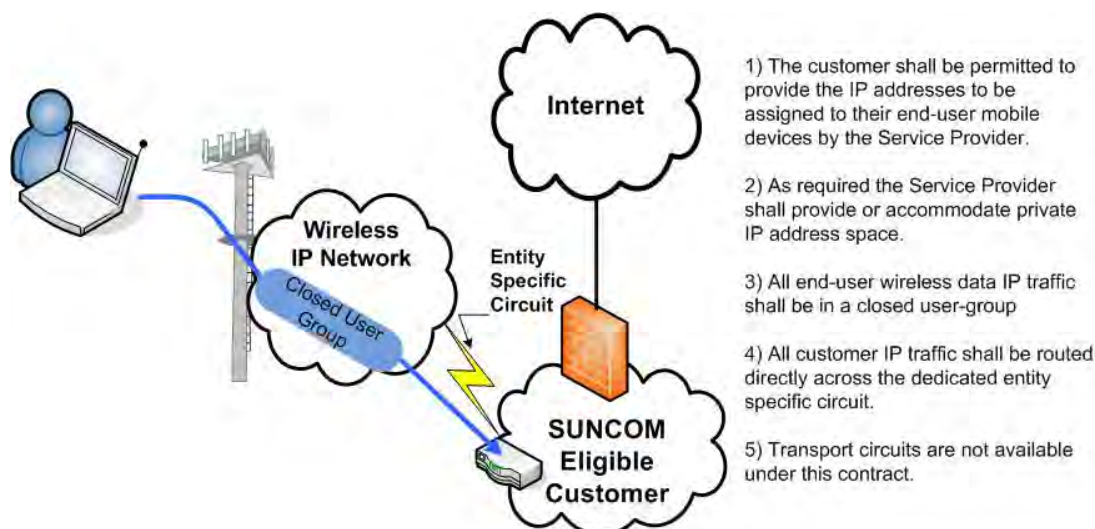 Internet
Wireless
IP Network
Closed User
Group
Entity
Specific
Circuit
SUNCOM
Eligible
Customer
1) The customer shall be permitted to
provide the IP addresses to be
assigned to their end-user mobile
devices by the Service Provider.
2) As required the Service Provider
shall provide or accommodate private
IP address space.
3) All end-user wireless data IP traffic
shall be in a closed user-group
4) All customer IP traffic shall be routed
directly across the dedicated entity
specific circuit.
5) Transport circuits are not available
under this contract.